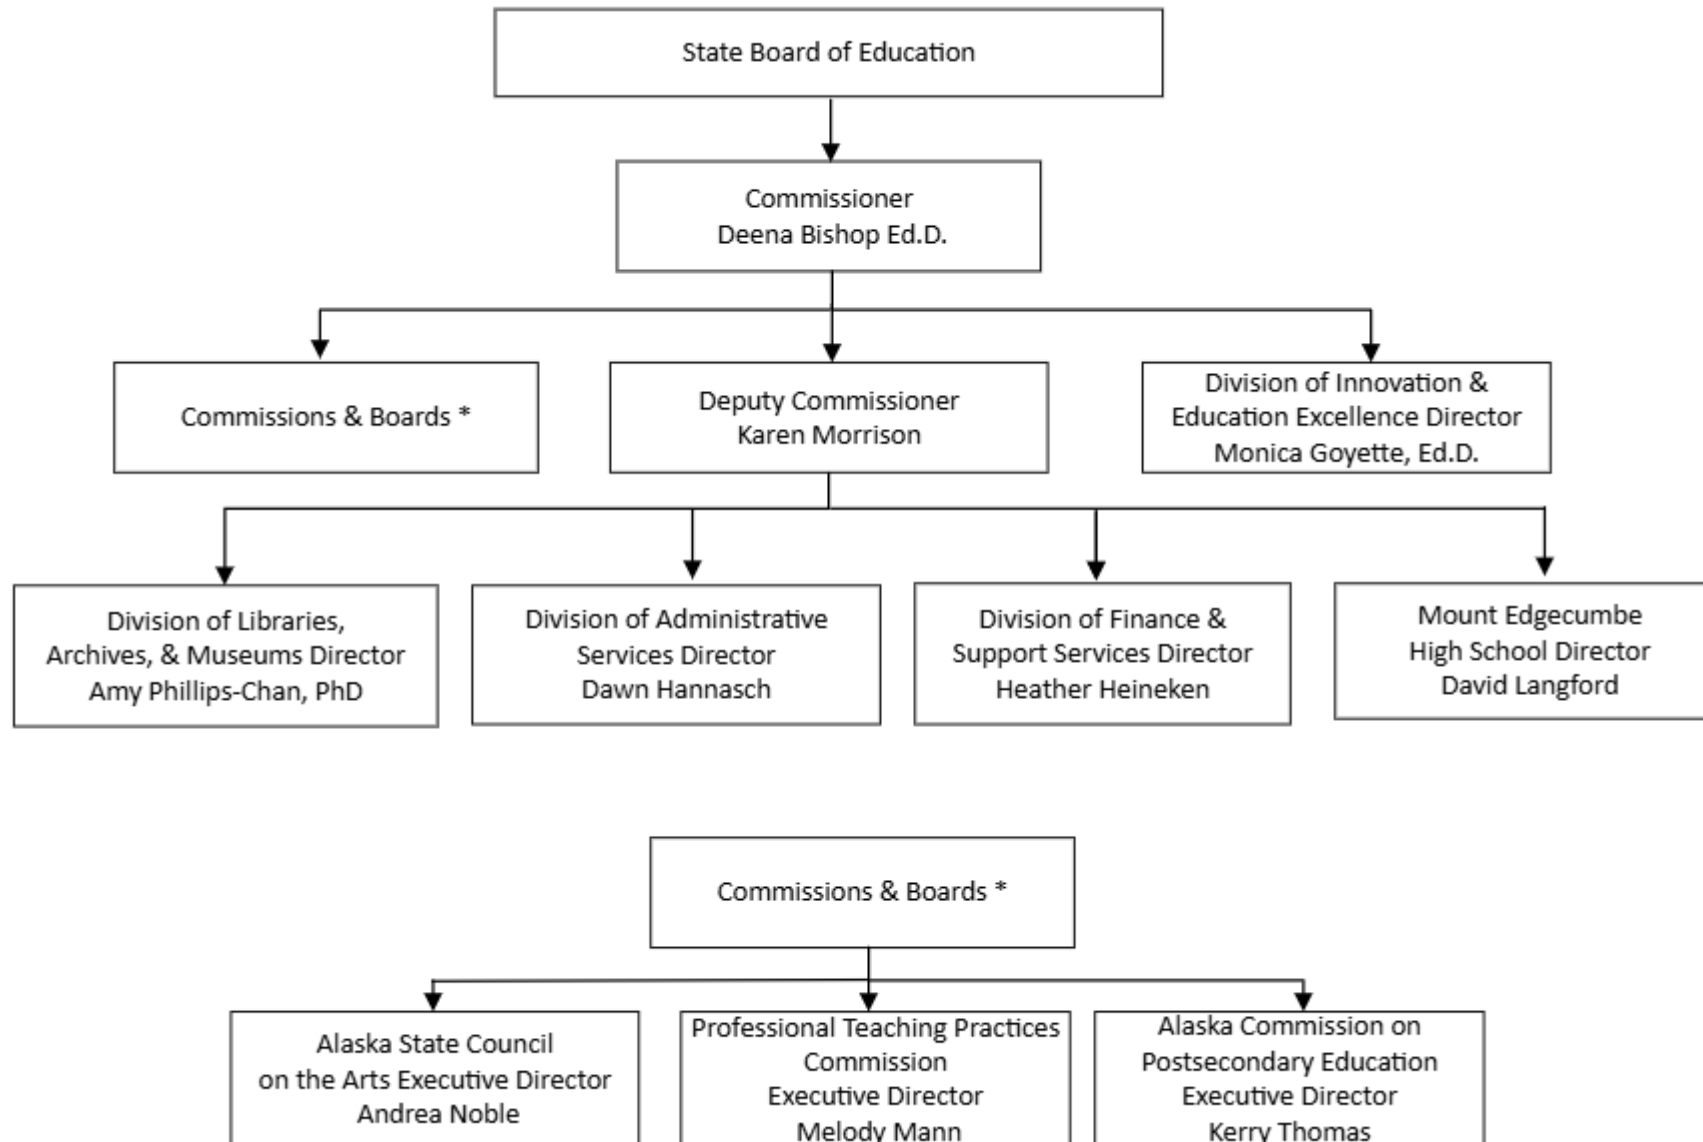 State Board of Education
Commissioner
Deena Bishop Ed.D.
Commissions & Boards *
Deputy Commissioner
Karen Morrison
Division of Innovation &
Education Excellence Director
Monica Goyette, Ed.D.
Division of Libraries,
Archives, & Museums Director
Amy Phillips-Chan, PhD
Division of Administrative
Services Director
Dawn Hannasch
Division of Finance &
Support Services Director
Heather Heineken
Mount Edgecumbe
High School Director
David Langford
Commissions & Boards *
Alaska State Council
on the Arts Executive Director
Andrea Noble
Professional Teaching Practices
Commission
Executive Director
Melody Mann
Alaska Commission on
Postsecondary Education
Executive Director
Kerry Thomas